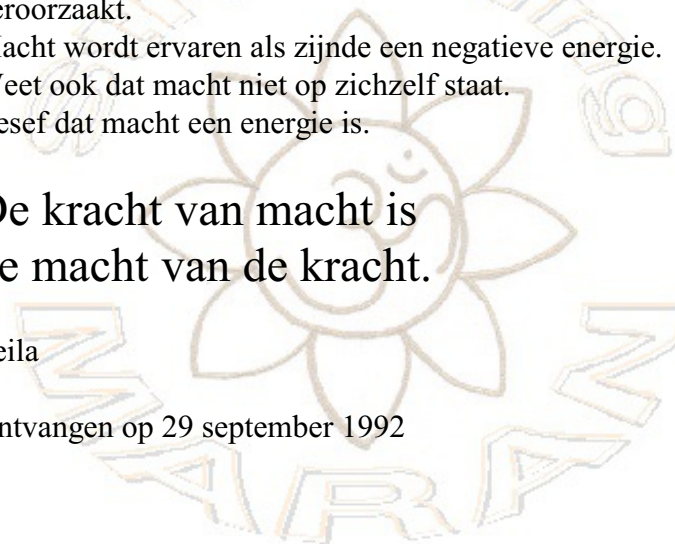 eroorzaakt.
acht wordt ervaren als zijnde een negatieve energie.
eet ook dat macht niet op zichzelf staat.
esef dat macht een energie is.
De kracht van macht is
e macht van de kracht.
eila
ntvangen op 29 september 1992